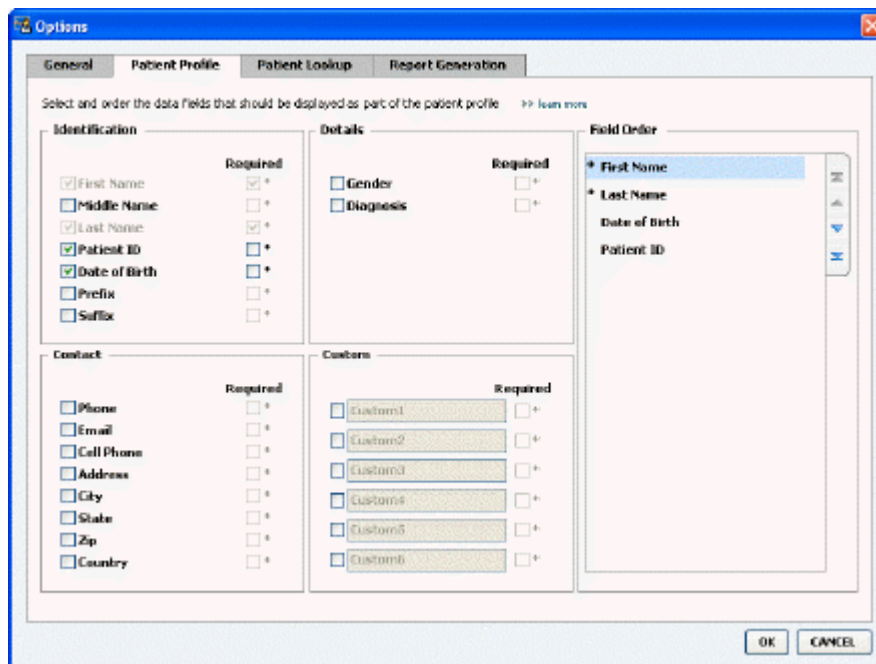 Options
General Patient Profile Patient Lookup Report Generation
Select and order the data fields that should be displayed as part of the patient profile >> learn more
Identification
Required
First Name *
Middle Name *
Last Name *
Patient ID *
Date of Birth *
Prefix *
Suffix *
Details
Required
Gender *
Diagnosis *
Field Order
* First Name
* Last Name
Date of Birth
Patient ID
Contact
Required
Phone *
Email *
Cell Phone *
Address *
City *
State *
Zip *
Country *
Custom
Required
Custom1 *
Custom2 *
Custom3 *
Custom4 *
Custom5 *
Custom6 *
OK CANCEL